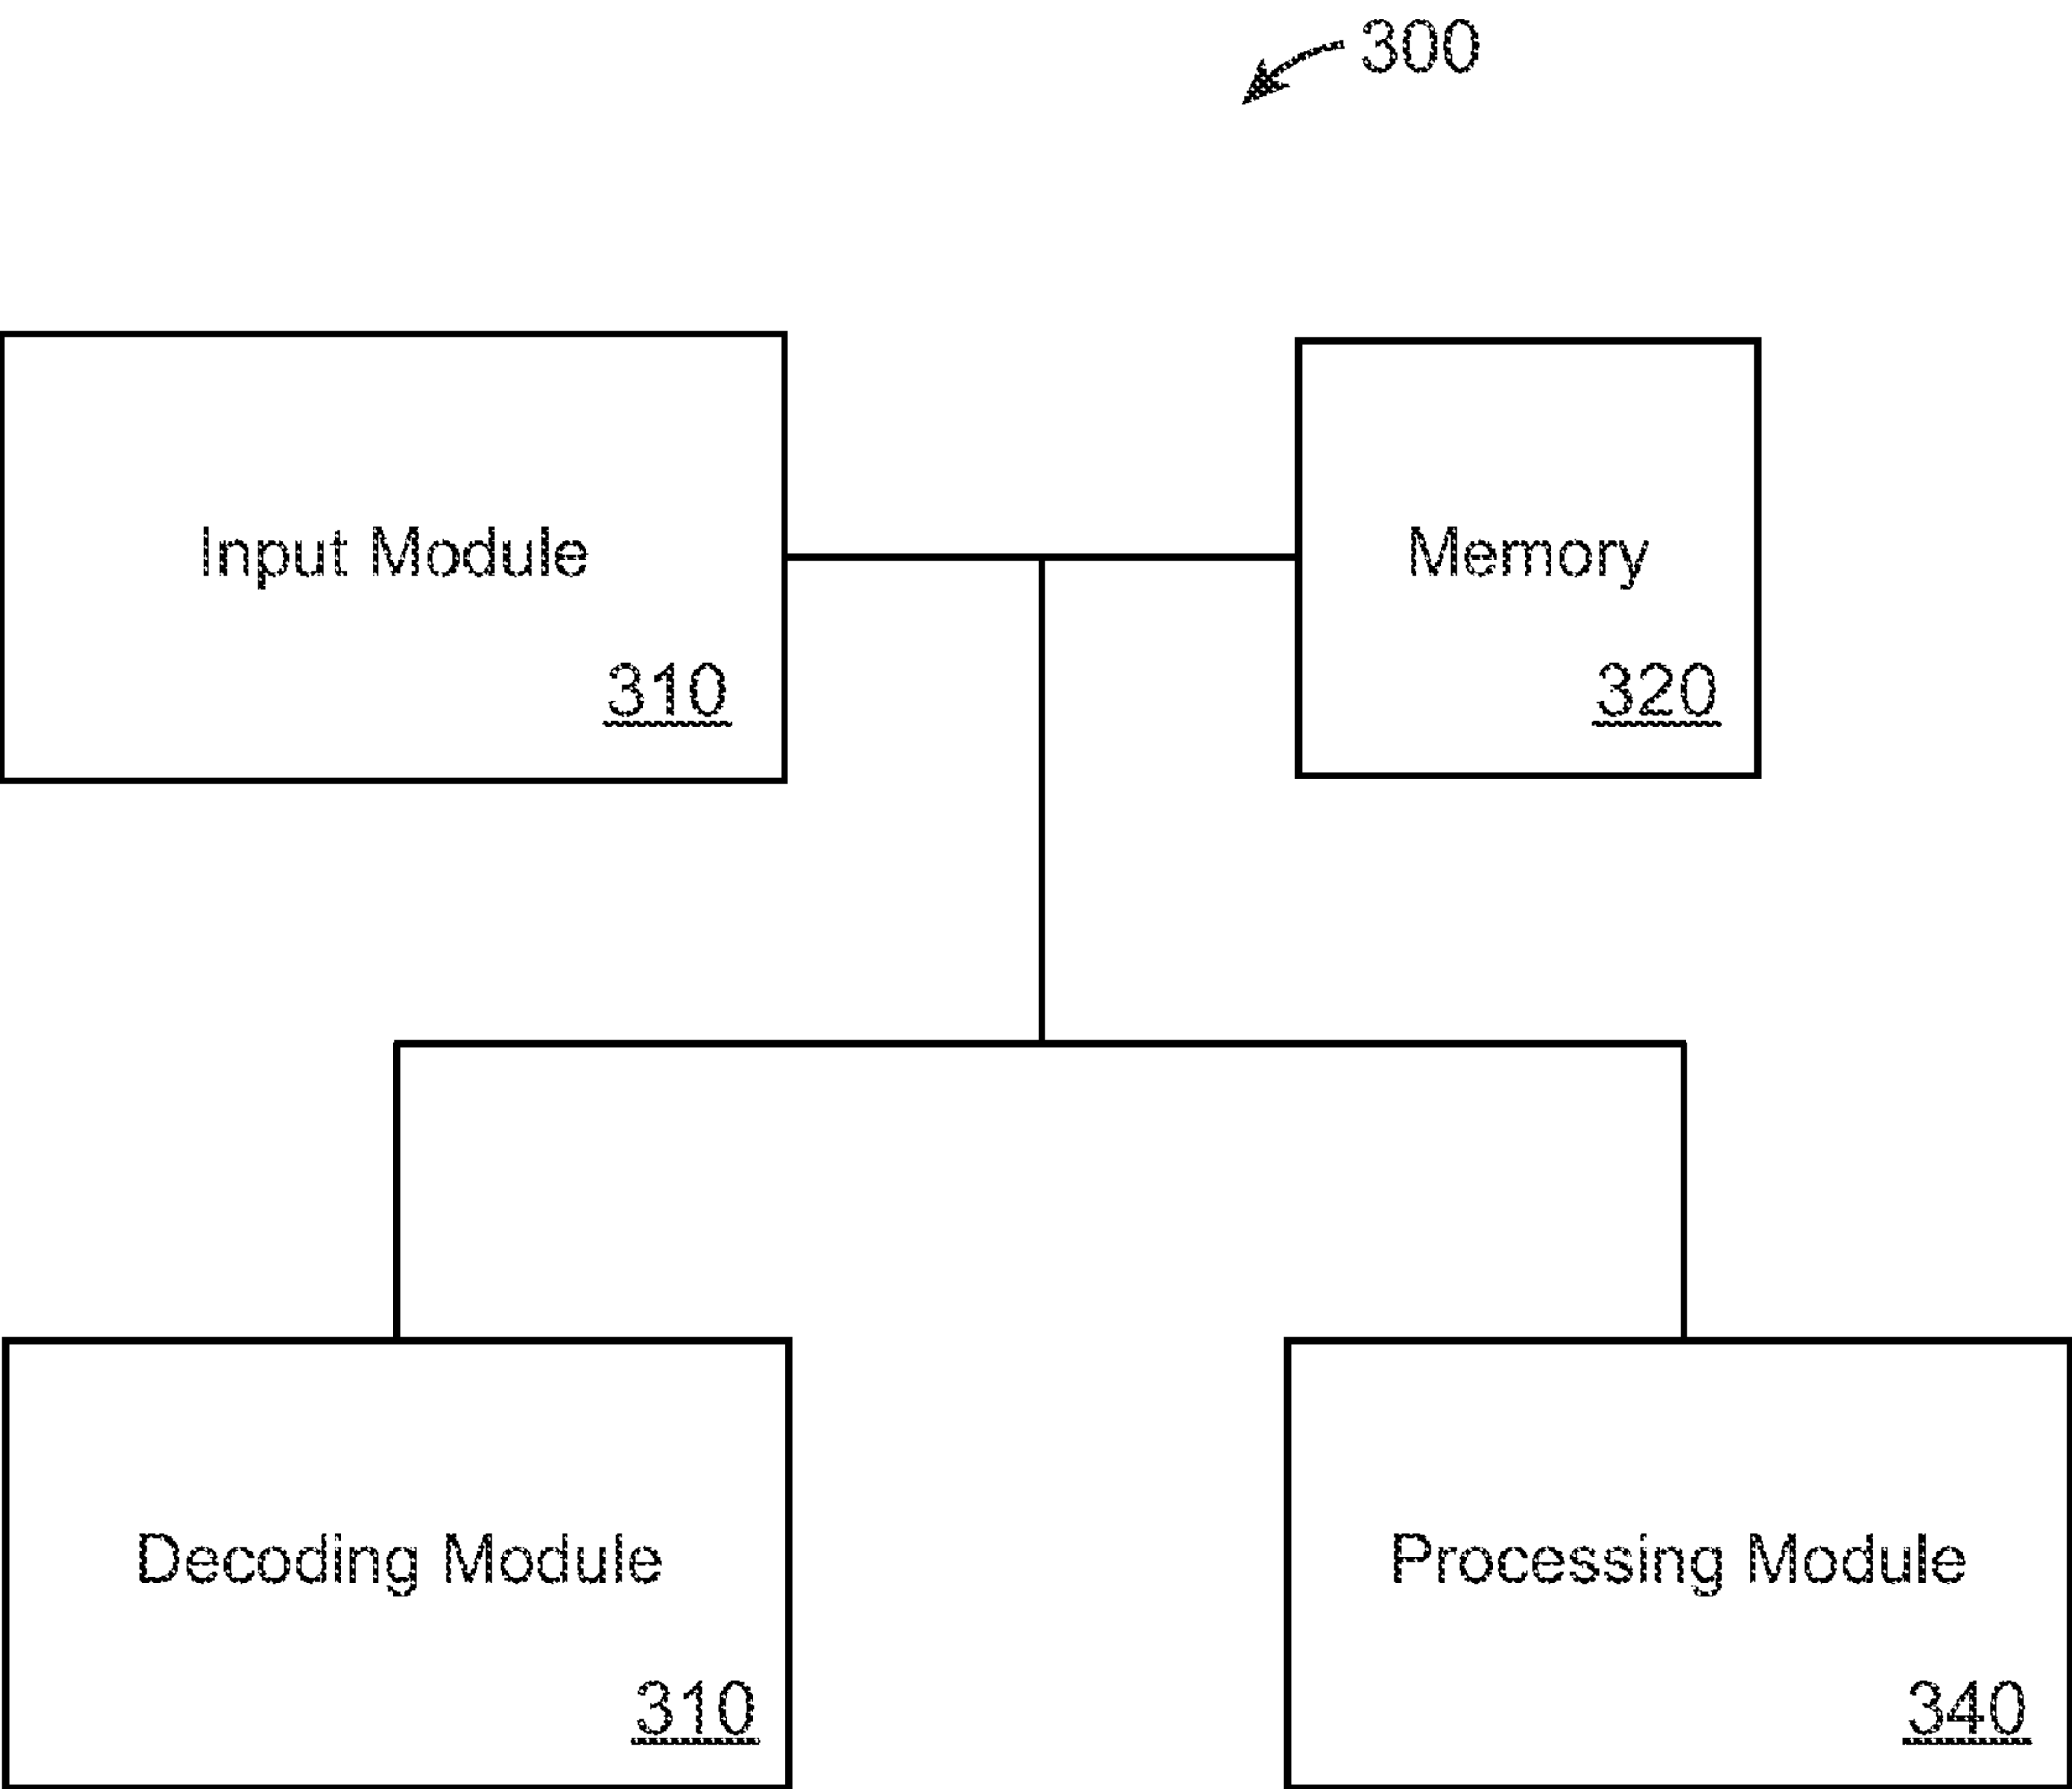 300
Input Module
310
Memory
320
Decoding Module
310
Processing Module
340